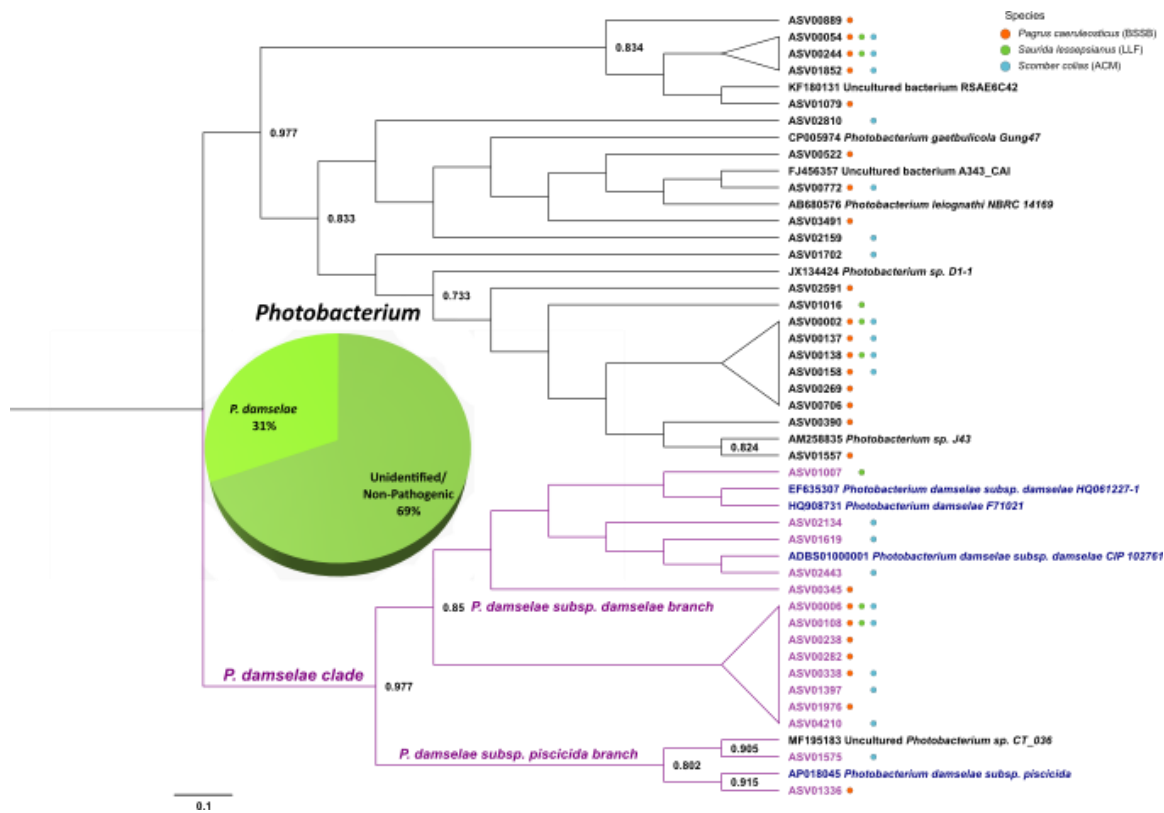 Species
Pagrus caeruleosticus (BSSB)
Saurida lessepsianus (LLF)
Scomber colias (ACM)
ASV00889
0.834
ASV00054
ASV00244
ASV01852
KF180131 Uncultured bacterium RSAE6C42
ASV01079
0.977
ASV02810
CP005974 Photobacterium gaetbulicola Gung47
ASV00522
FJ456357 Uncultured bacterium A343_CAI
ASV00772
AB680576 Photobacterium leiognathi NBRC 14169
0.833
ASV03491
ASV02159
ASV01702
JX134424 Photobacterium sp. D1-1
0.733
ASV02591
ASV01016
Photobacterium
ASV00002
ASV00137
ASV00138
ASV00158
ASV00269
ASV00706
P. damselae
31%
ASV00390
AM258835 Photobacterium sp. J43
0.824
ASV01557
Unidentified/
Non-Pathogenic
69%
ASV01007
EF635307 Photobacterium damselae subsp. damselae HQ061227-1
HQ908731 Photobacterium damselae F71021
ASV02134
ASV01619
ADBS01000001 Photobacterium damselae subsp. damselae CIP 102761
ASV02443
ASV00345
0.85 P. damselae subsp. damselae branch
ASV00006
ASV00108
ASV00238
ASV00282
ASV00338
P. damselae clade
0.977
ASV01397
ASV01976
ASV04210
P. damselae subsp. piscicida branch
MF195183 Uncultured Photobacterium sp. CT_036
0.905
ASV01575
0.802
AP018045 Photobacterium damselae subsp. piscicida
0.915
ASV01336
0.1